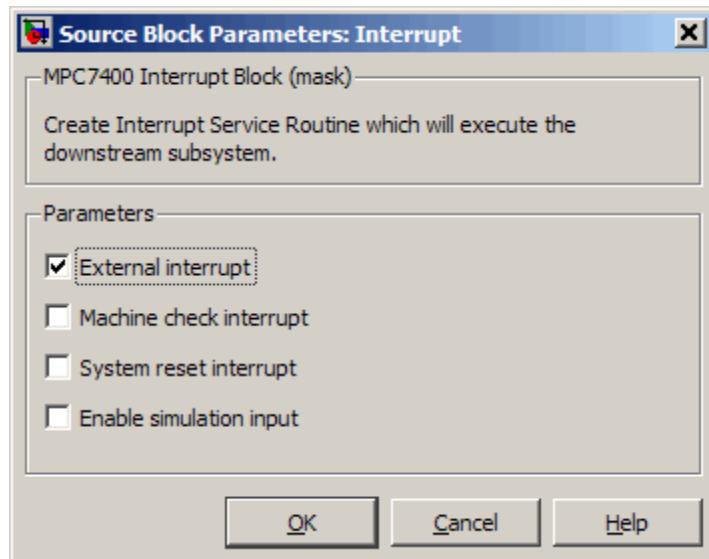 Source Block Parameters: Interrupt
MPC7400 Interrupt Block (mask)
Create Interrupt Service Routine which will execute the
downstream subsystem.
Parameters
External interrupt
Machine check interrupt
System reset interrupt
Enable simulation input
OK Cancel Help